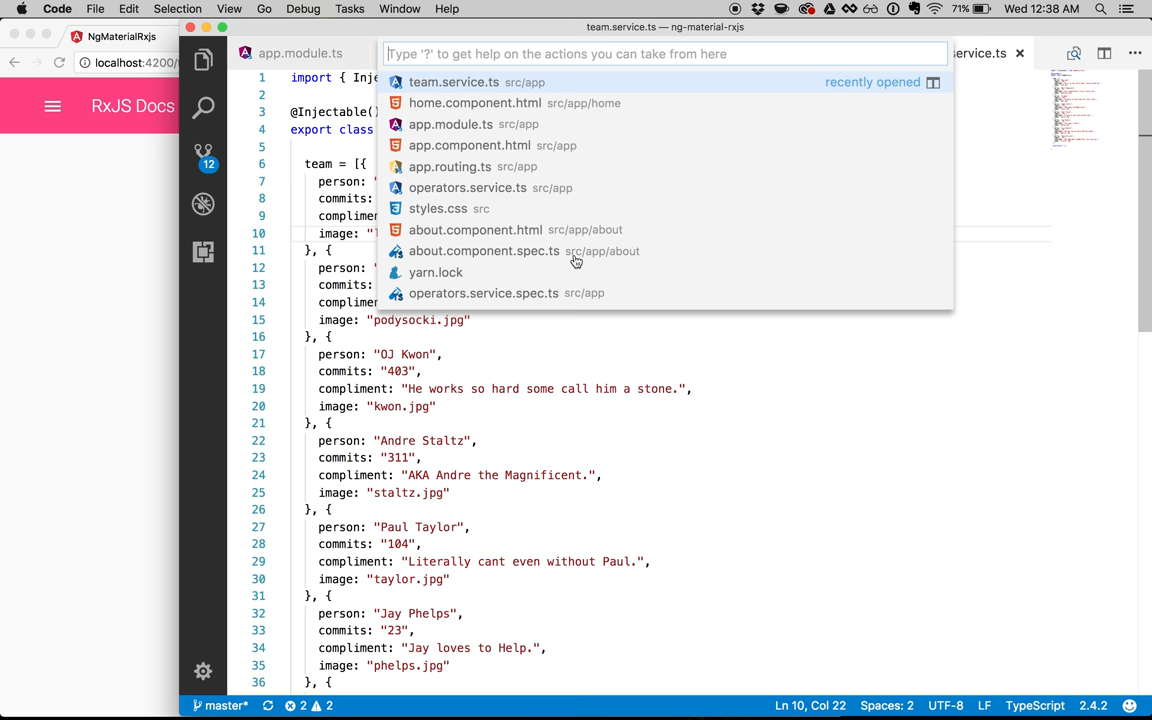 Code File Edit Selection View Go Debug Tasks Window Help
71% Wed 12:38 AM
NgMaterialRxjs
localhost:4200/
RxJS Docs
team.service.ts — ng-material-rxjs
app.module.ts
ervice.ts
Type '?' to get help on the actions you can take from here
team.service.ts src/app recently opened
home.component.html src/app/home
app.module.ts src/app
app.component.html src/app
app.routing.ts src/app
operators.service.ts src/app
styles.css src
about.component.html src/app/about
about.component.spec.ts src/app/about
yarn.lock
operators.service.spec.ts src/app
12
1 import { Inje
2
3 @Injectable(
4 export class
5
6 team = [{
7 person: "
8 commits:
9 complimen
10 image: "
11 }, {
12 person: "
13 commits:
14 complimen
15 image: "podysocki.jpg"
16 }, {
17 person: "OJ Kwon",
18 commits: "403",
19 compliment: "He works so hard some call him a stone.",
20 image: "kwon.jpg"
21 }, {
22 person: "Andre Staltz",
23 commits: "311",
24 compliment: "AKA Andre the Magnificent.",
25 image: "staltz.jpg"
26 }, {
27 person: "Paul Taylor",
28 commits: "104",
29 compliment: "Literally cant even without Paul.",
30 image: "taylor.jpg"
31 }, {
32 person: "Jay Phelps",
33 commits: "23",
34 compliment: "Jay loves to Help.",
35 image: "phelps.jpg"
36 }, {
master* 2 2 Ln 10, Col 22 Spaces: 2 UTF-8 LF TypeScript 2.4.2